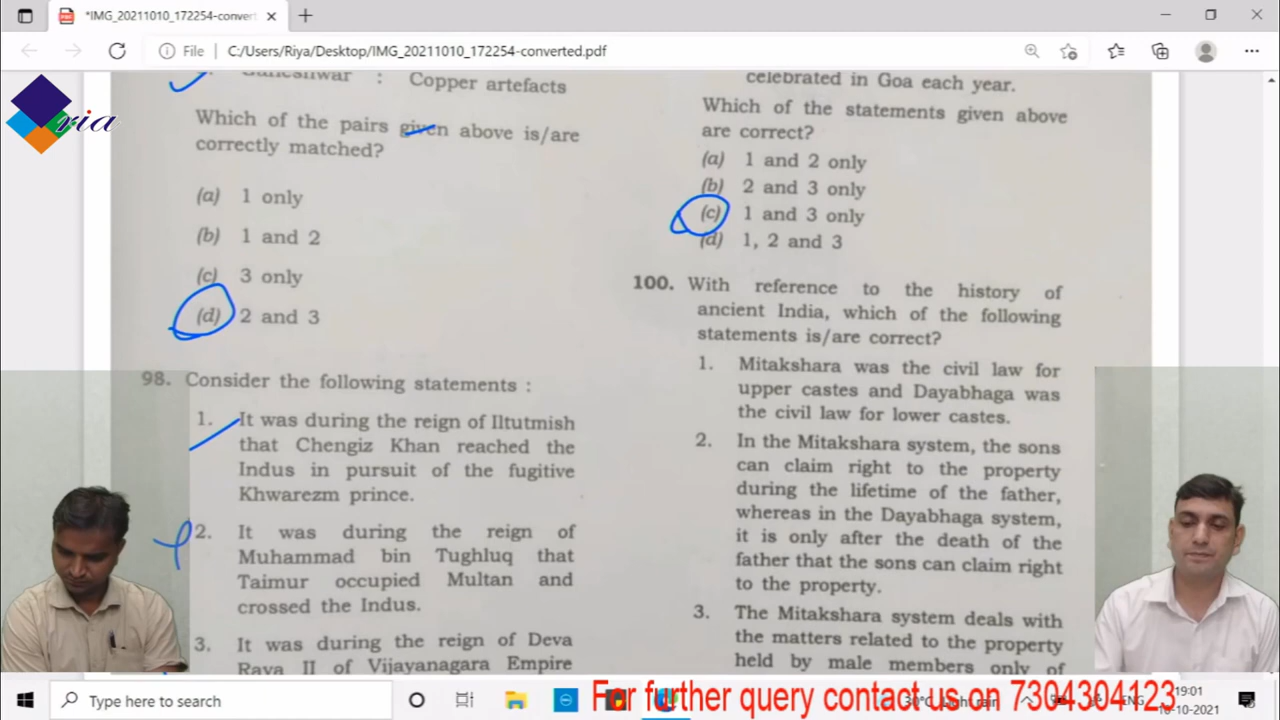 *IMG_20211010_172254-convert
File
C:/Users/Riya/Desktop/IMG_20211010_172254-converted.pdf
ria
: Copper artefacts
Which of the pairs given above is/are
correctly matched?
(a) 1 only
(b) 1 and 2
(c) 3 only
(d) 2 and 3
98. Consider the following statements :
1. It was during the reign of Iltutmish
that Chengiz Khan reached the
Indus in pursuit of the fugitive
Khwarezm prince.
2. It was during the reign of
Muhammad bin Tughluq that
Taimur occupied Multan and
crossed the Indus.
3. It was during the reign of Deva
Raya II of Vijayanagara Empire
celebrated in Goa each year.
Which of the statements given above
are correct?
(a) 1 and 2 only
(b) 2 and 3 only
(c) 1 and 3 only
(d) 1, 2 and 3
100. With reference to the history of
ancient India, which of the following
statements is/are correct?
1. Mitakshara was the civil law for
upper castes and Dayabhaga was
the civil law for lower castes.
2. In the Mitakshara system, the sons
can claim right to the property
during the lifetime of the father,
whereas in the Dayabhaga system,
it is only after the death of the
father that the sons can claim right
to the property.
3. The Mitakshara system deals with
the matters related to the property
held by male members only of
Type here to search
For further query contact us on 7304304123
19:01
10-10-2021